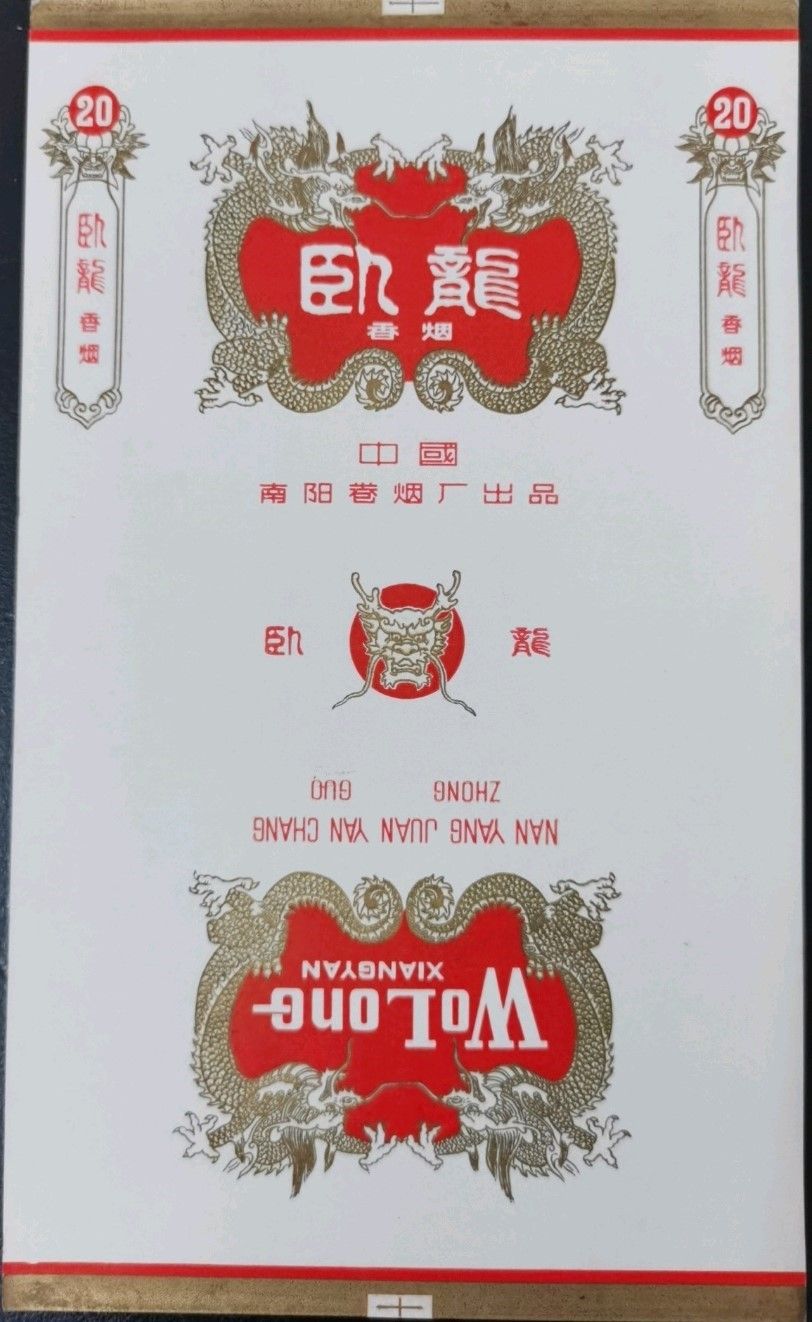 20
20
卧龍
香烟
卧龍香烟
卧龍香烟
中國
南阳卷烟厂出品
卧 龍
ZHONG GUO
NAN YANG JUAN YAN CHANG
WOLONG
XIANGYAN